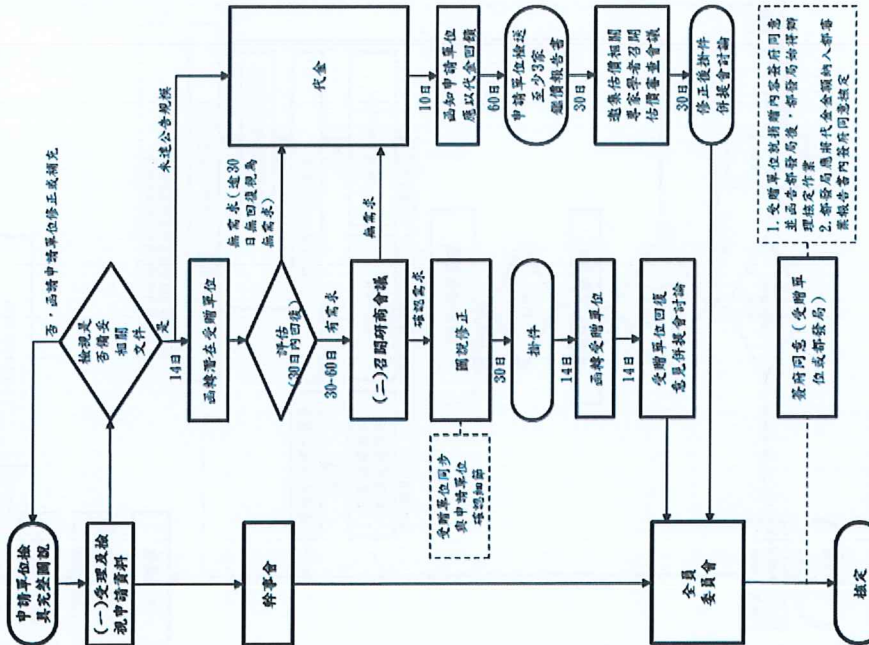 申請單位檢
具完整圖說
(一)受理及檢
視申請資料
幹事會
全員
委員會
核定
否，函請申請單位修正或補充
檢視是
否備妥
相關
文件
是
未達公告規模
14日
函轉潛在受贈單位
評估
(30日內回復)
無需求(逾30
日無回復視為
無需求)
有需求
30-60日
(二)召開研商會議
無需求
確認需求
圖說修正
受贈單位同步
與申請單位
確認細節
30日
掛件
14日
函轉受贈單位
14日
受贈單位回復
意見併提會討論
代金
10日
函知申請單位
應以代金回饋
60日
申請單位檢送
至少3家
鑑價報告書
30日
邀集估價相關
專家學者召開
估價審查會議
30日
修正後掛件
併提會討論
簽府同意(受贈單
位或都發局)
1. 受贈單位就捐贈內容簽府同意
並函告都發局後，都發局始得辦
理核定作業
2. 都發局應將代金金額納入都審
案報告書內簽府同意核定